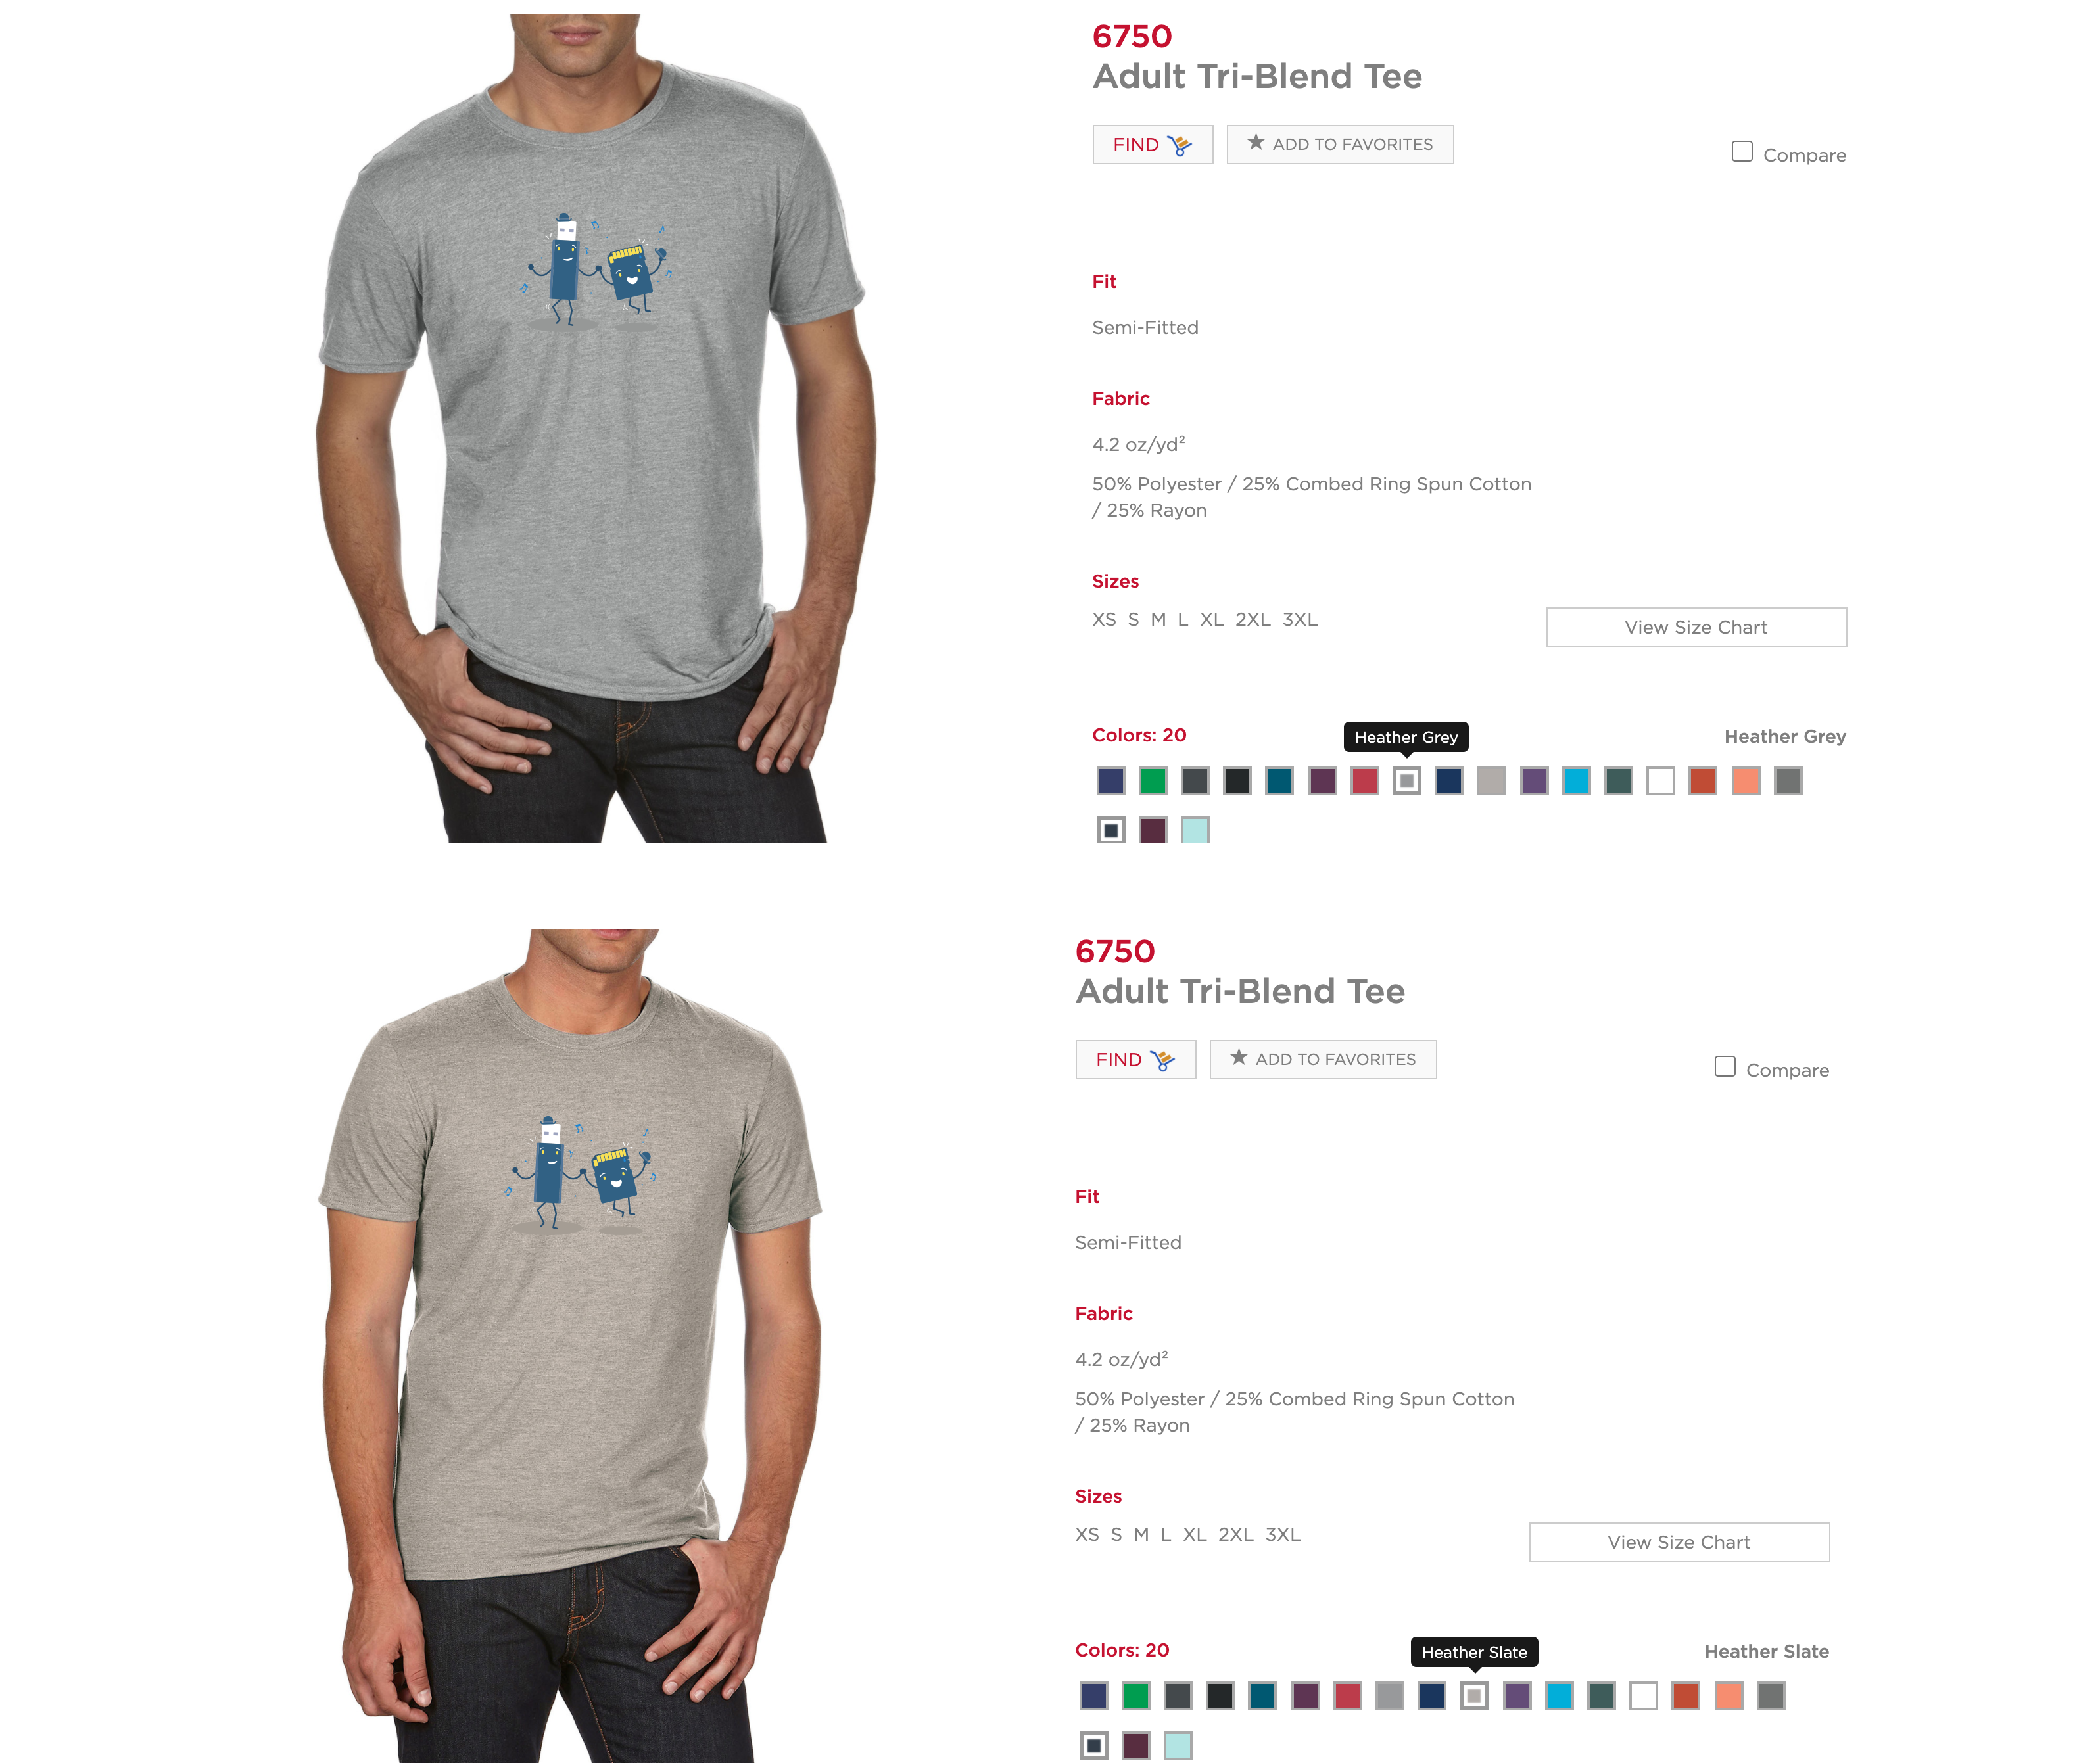 6750
Adult Tri-Blend Tee
FIND
★ ADD TO FAVORITES
Compare
Fit
Semi-Fitted
Fabric
4.2 oz/yd²
50% Polyester / 25% Combed Ring Spun Cotton
/ 25% Rayon
Sizes
XS S M L XL 2XL 3XL
View Size Chart
Colors: 20
Heather Grey
Heather Grey
6750
Adult Tri-Blend Tee
FIND
★ ADD TO FAVORITES
Compare
Fit
Semi-Fitted
Fabric
4.2 oz/yd²
50% Polyester / 25% Combed Ring Spun Cotton
/ 25% Rayon
Sizes
XS S M L XL 2XL 3XL
View Size Chart
Colors: 20
Heather Slate
Heather Slate